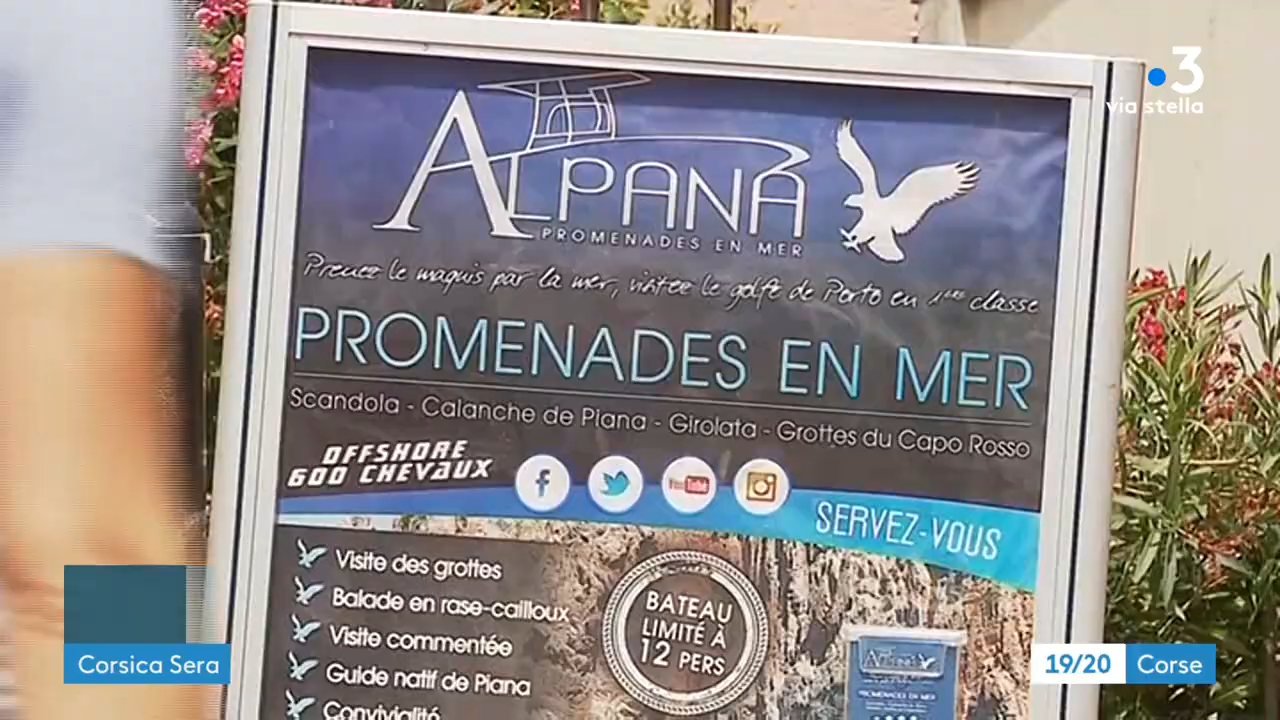 3
via stella
ALPANA
PROMENADES EN MER
Prenez le maquis par la mer, visitez le golfe de Porto en 1ère classe
PROMENADES EN MER
Scandola - Calanche de Piana - Girolata - Grottes du Capo Rosso
OFFSHORE
600 CHEVAUX
YouTube
SERVEZ-VOUS
Visite des grottes
Balade en rase-cailloux
Visite commentée
Guide natif de Piana
Convivialité
BATEAU
LIMITÉ À
12 PERS
ALPANA
PROMENADES EN MER
Corsica Sera
19/20 Corse